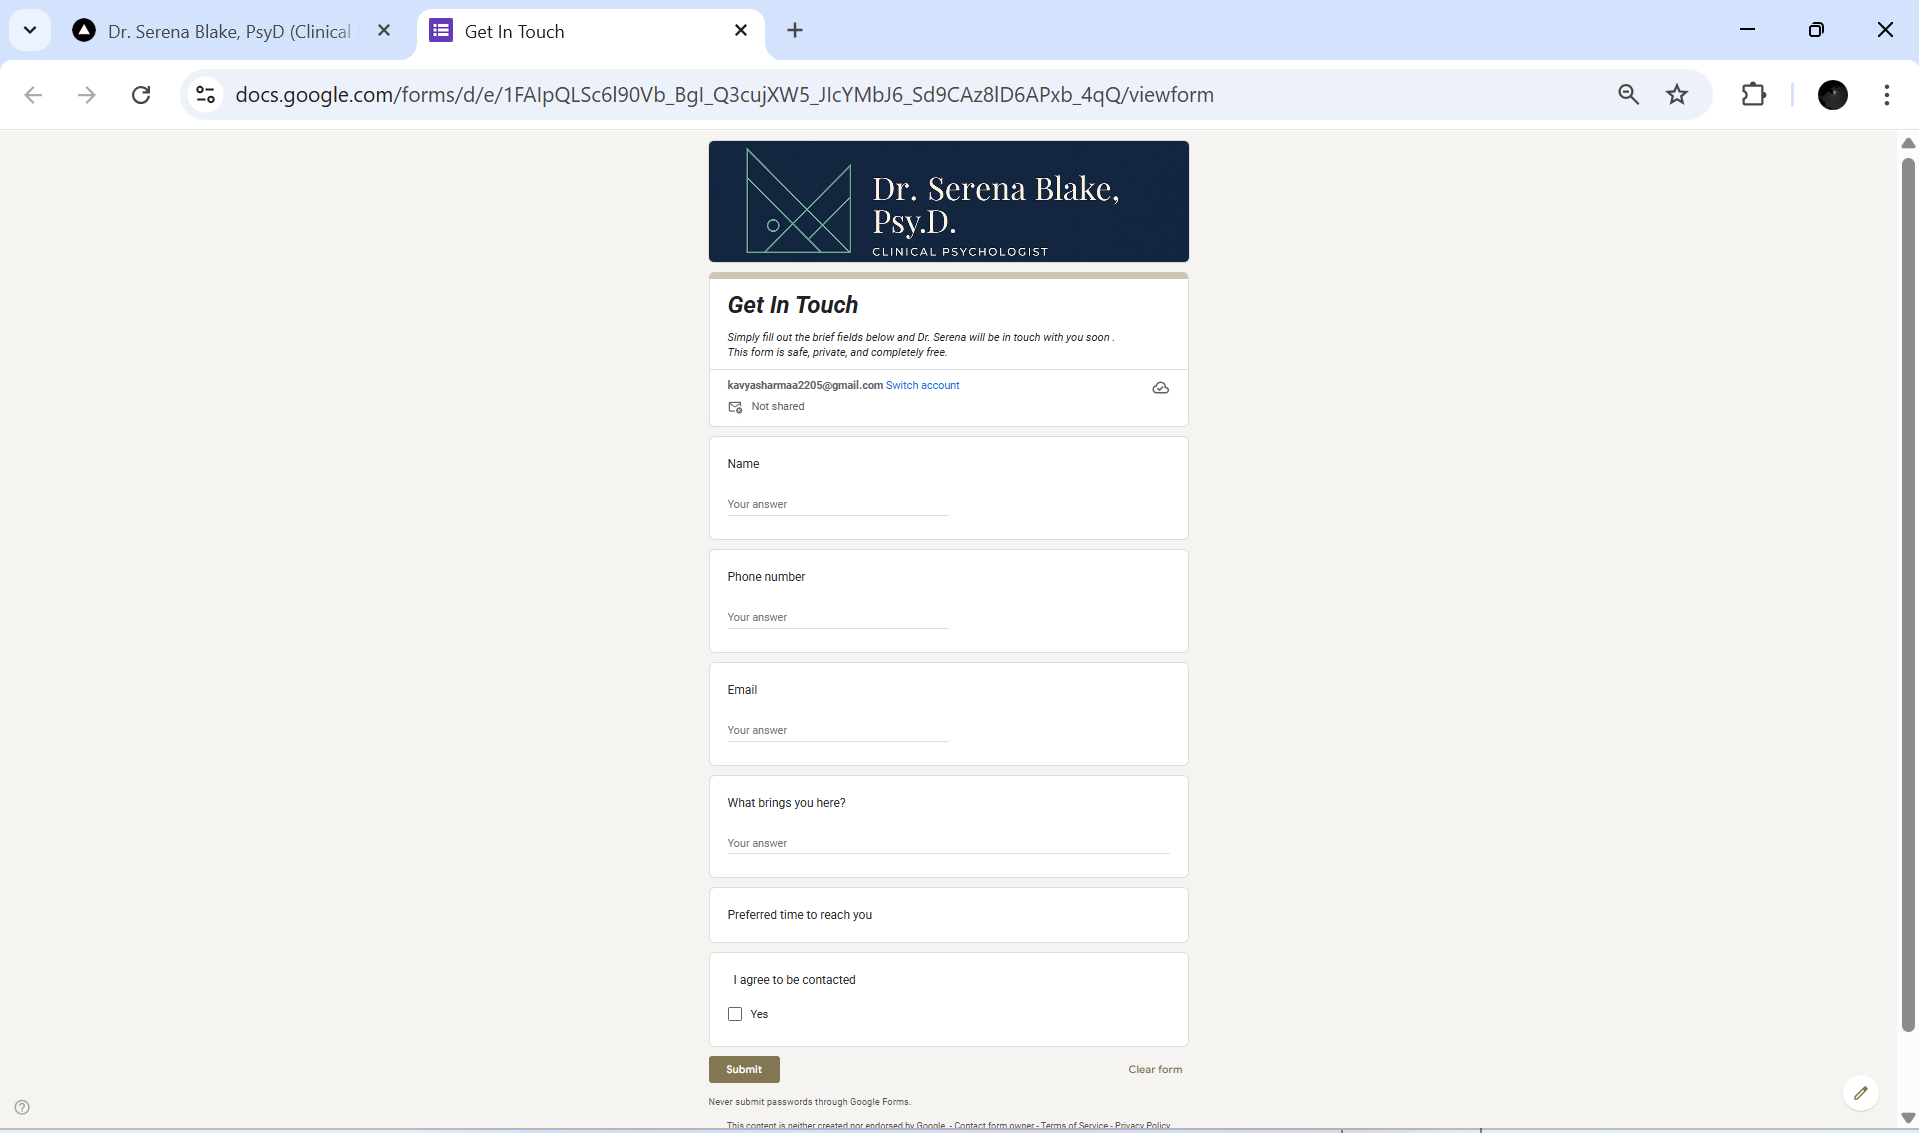 Dr. Serena Blake, PsyD (Clinical
Get In Touch
docs.google.com/forms/d/e/1FAIpQLSc6l90Vb_BgI_Q3cujXW5_JIcYMbJ6_Sd9CAz8lD6APxb_4qQ/viewform
Dr. Serena Blake,
Psy.D.
CLINICAL PSYCHOLOGIST
Get In Touch
Simply fill out the brief fields below and Dr. Serena will be in touch with you soon .
This form is safe, private, and completely free.
kavyasharmaa2205@gmail.com Switch account
Not shared
Name
Your answer
Phone number
Your answer
Email
Your answer
What brings you here?
Your answer
Preferred time to reach you
I agree to be contacted
Yes
Submit
Clear form
Never submit passwords through Google Forms.
This content is neither created nor endorsed by Google. - Contact form owner - Terms of Service - Privacy Policy